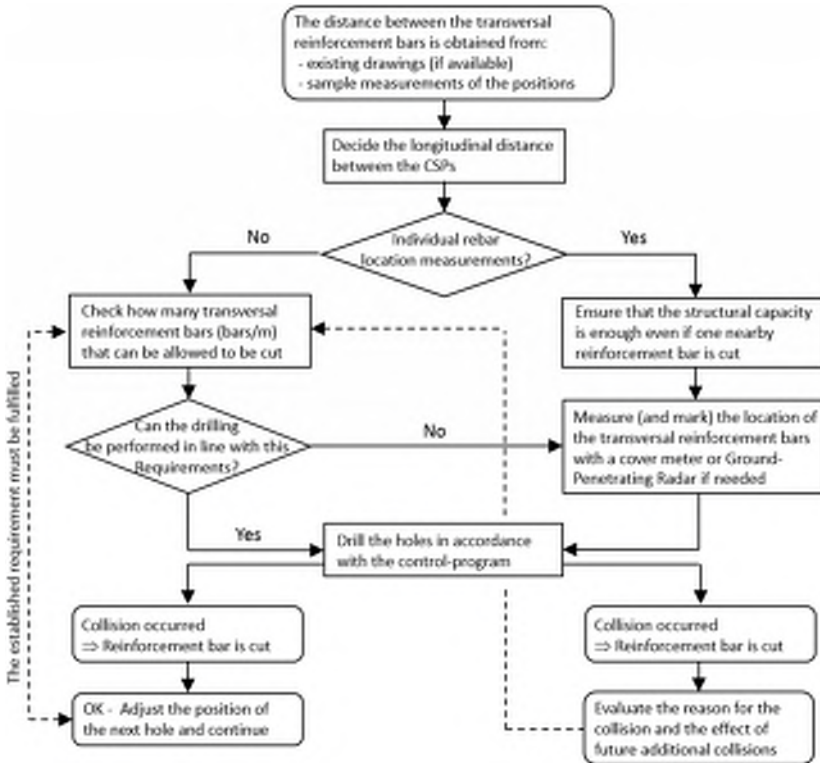 The distance between the transversal
reinforcement bars is obtained from:
- existing drawings (if available)
- sample measurements of the positions
Decide the longitudinal distance
between the CSPs
Individual rebar
location measurements?
No
Yes
Check how many transversal
reinforcement bars (bars/m)
that can be allowed to be cut
Ensure that the structural capacity
is enough even if one nearby
reinforcement bar is cut
Can the drilling
be performed in line with this
Requirements?
No
Measure (and mark) the location of
the transversal reinforcement bars
with a cover meter or Ground-
Penetrating Radar if needed
Yes
Drill the holes in accordance
with the control-program
The established requirement must be fulfilled
Collision occurred
⇒ Reinforcement bar is cut
Collision occurred
⇒ Reinforcement bar is cut
OK - Adjust the position of
the next hole and continue
Evaluate the reason for the
collision and the effect of
future additional collisions